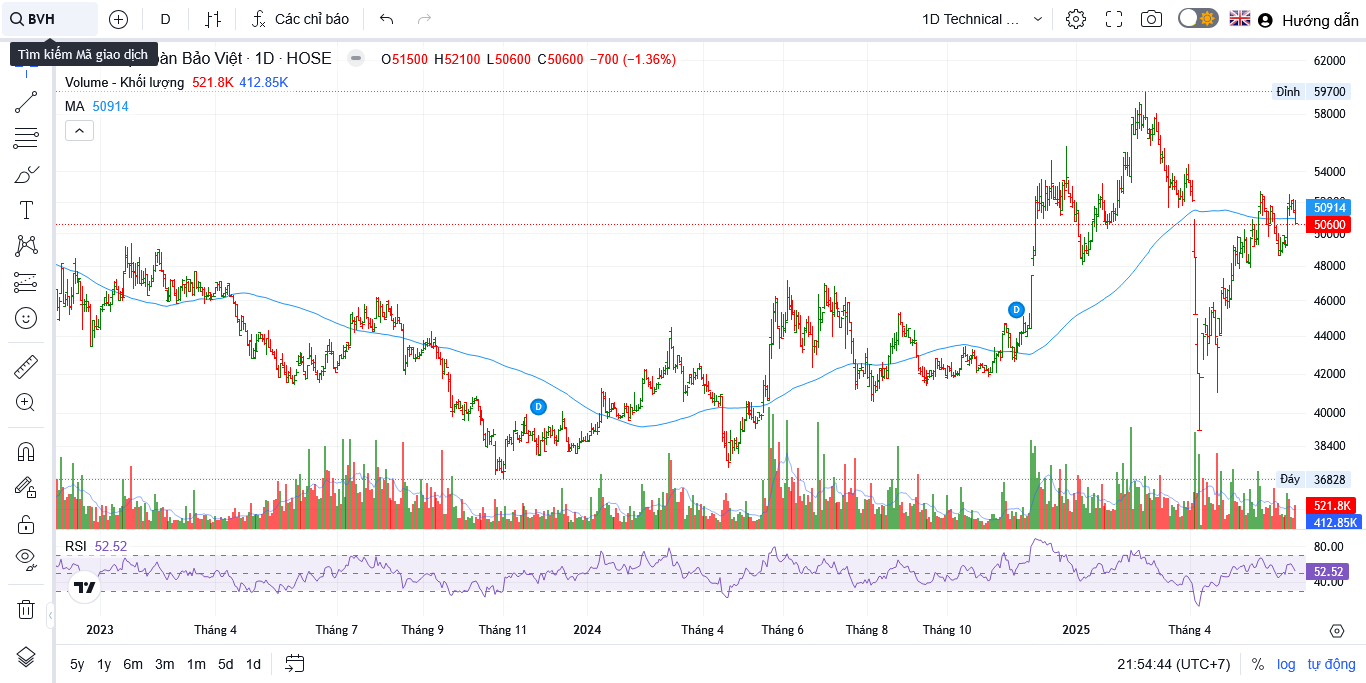 BVH
D
Các chỉ báo
1D Technical ...
Hướng dẫn
Tìm kiếm Mã giao dịch
àn Bảo Việt · 1D · HOSE
O51500 H52100 L50600 C50600 −700 (−1.36%)
Volume - Khối lượng 521.8K 412.85K
MA 50914
62000
Đỉnh 59700
58000
54000
50914
50600
50000
48000
46000
D
44000
42000
D
40000
38400
Đáy 36828
521.8K
412.85K
RSI 52.52
80.00
52.52
40.00
2023 Tháng 4 Tháng 7 Tháng 9 Tháng 11 2024 Tháng 4 Tháng 6 Tháng 8 Tháng 10 2025 Tháng 4
5y 1y 6m 3m 1m 5d 1d
21:54:44 (UTC+7) % log tự động